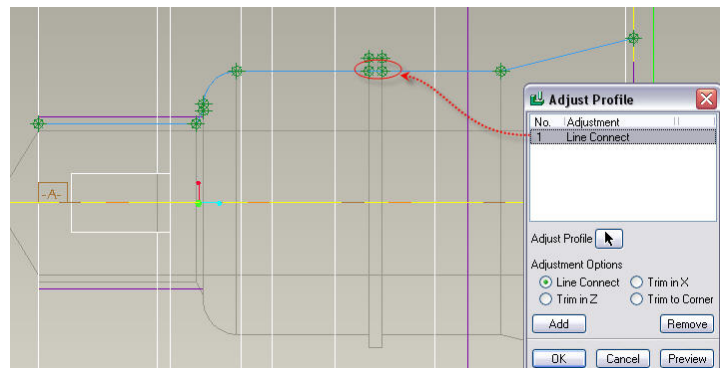 Adjust Profile
No. Adjustment
1 Line Connect
-A-
Adjust Profile
Adjustment Options
Line Connect Trim in X
Trim in Z Trim to Corner
Add Remove
OK Cancel Preview